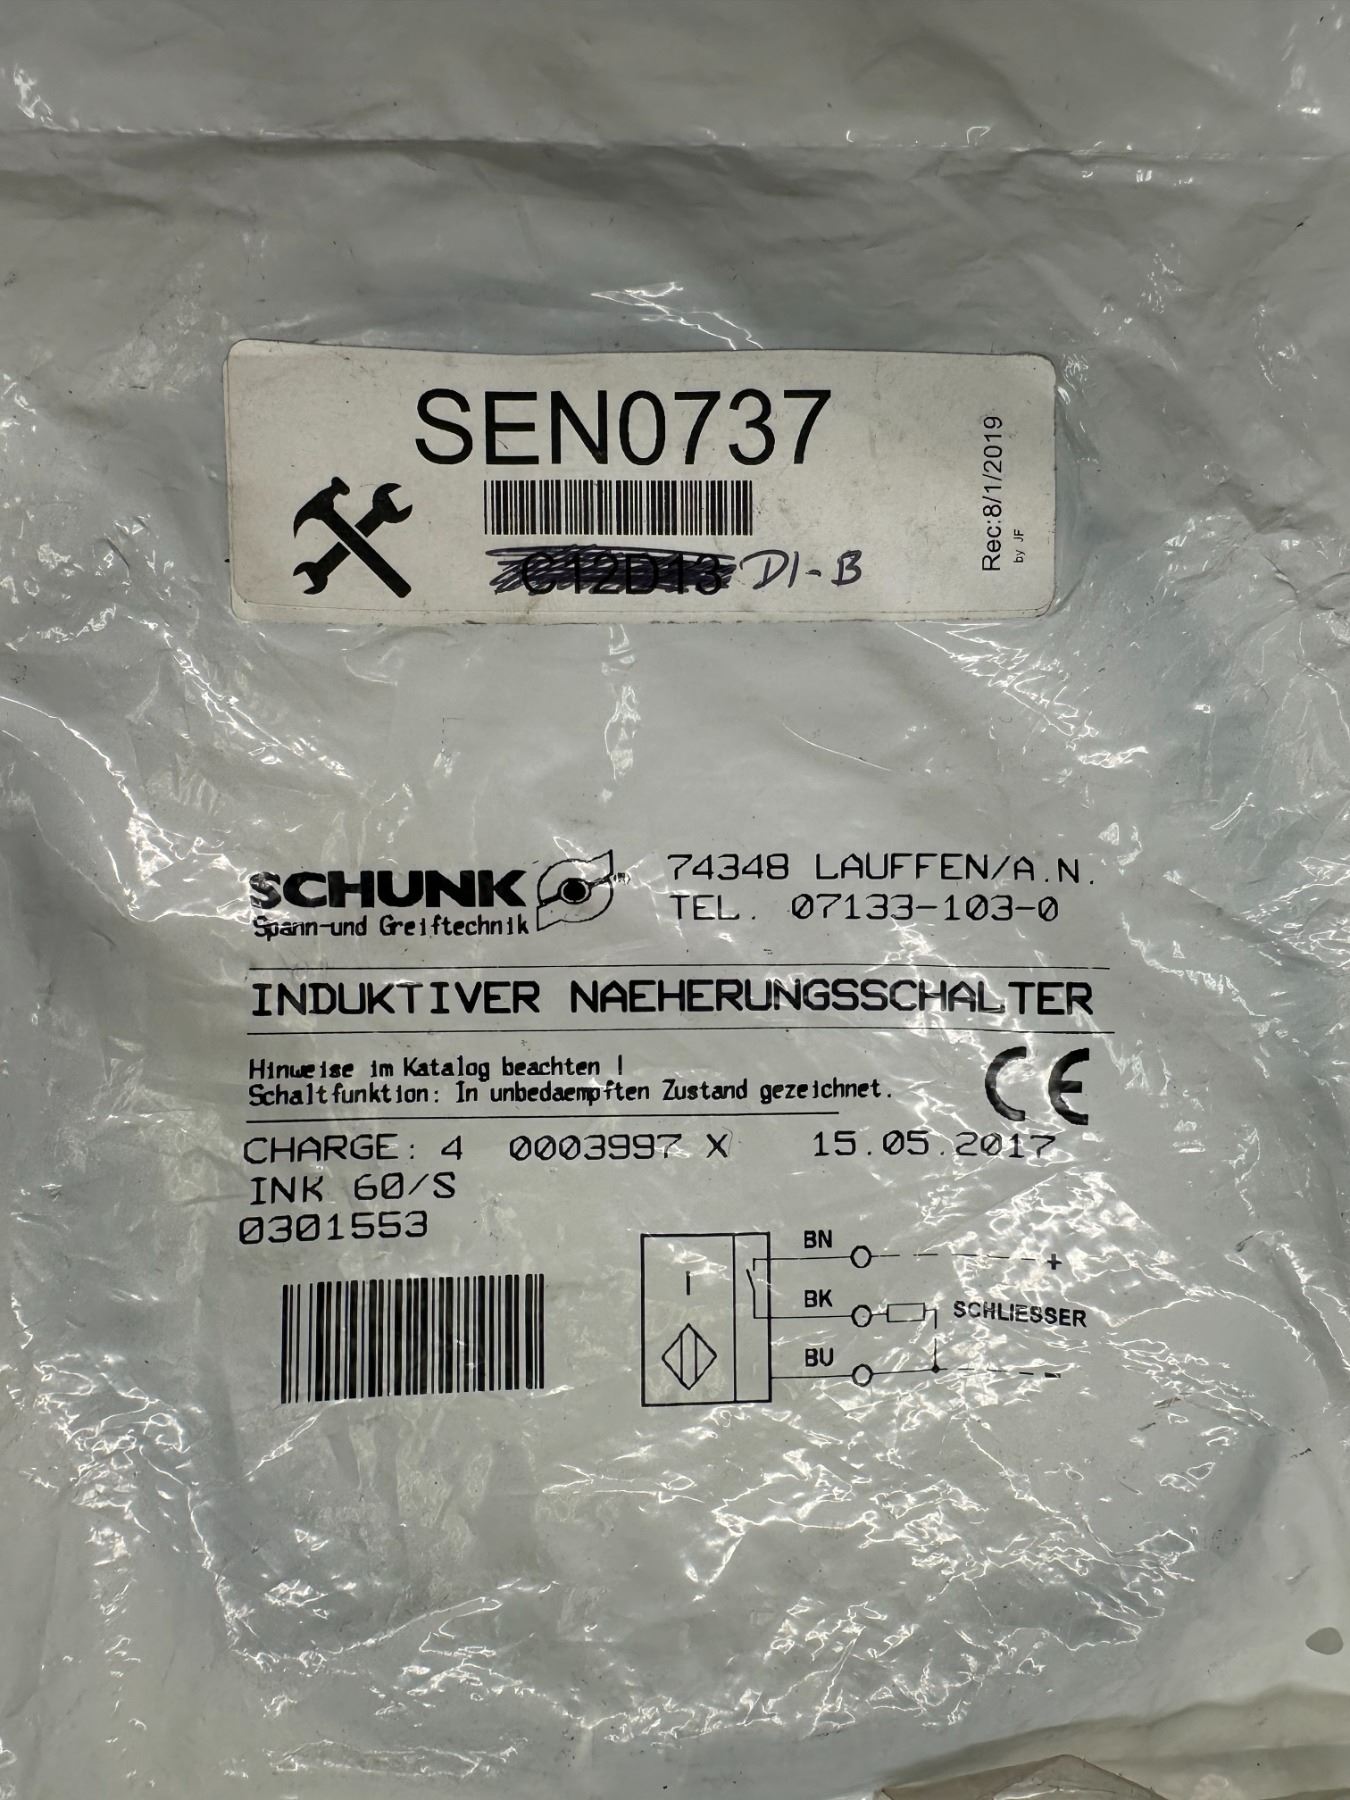 SEN0737
C12D13 D1-B
Rec:8/1/2019
by JF
SCHUNK
Spann-und Greiftechnik
74348 LAUFFEN/A.N.
TEL. 07133-103-0
INDUKTIVER NAEHERUNGSSCHALTER
Hinweise im Katalog beachten !
Schaltfunktion: In unbedaempften Zustand gezeichnet.
CE
CHARGE: 4 0003997 X 15.05.2017
INK 60/S
0301553
I
BN +
BK SCHLIESSER
BU -